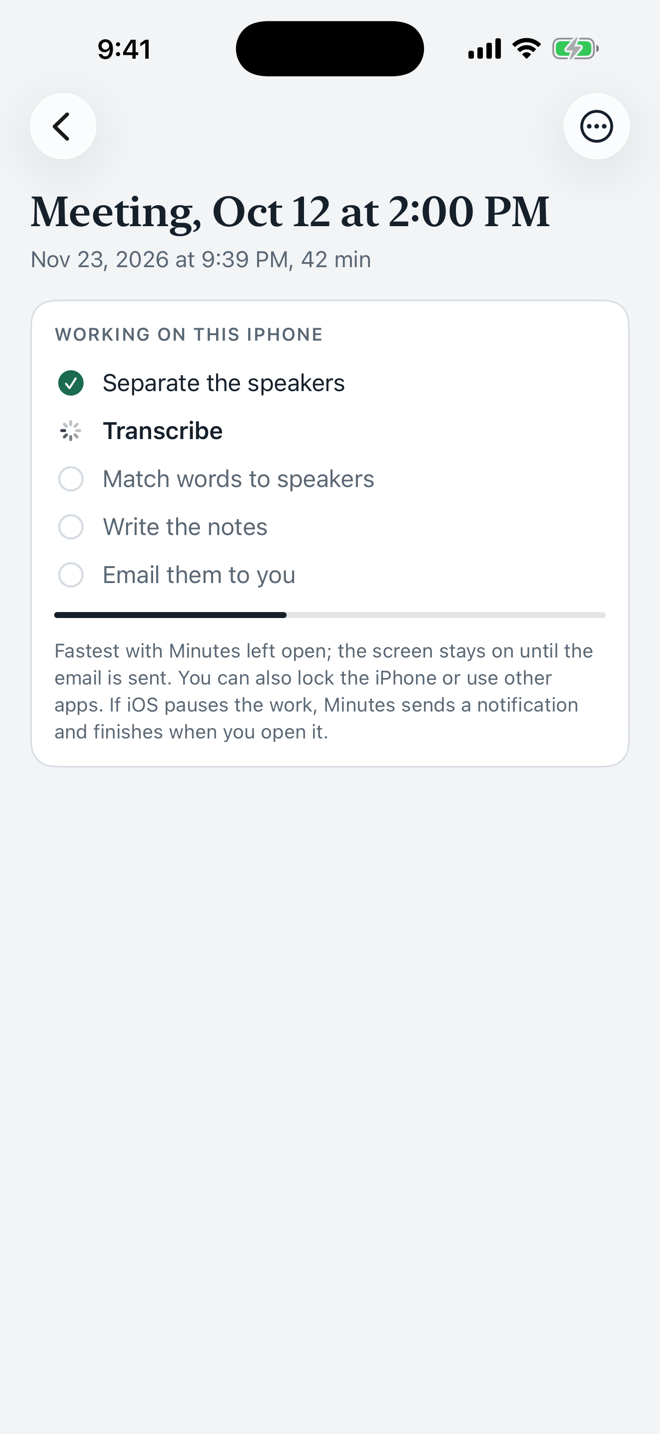 9:41
Meeting, Oct 12 at 2:00 PM
Nov 23, 2026 at 9:39 PM, 42 min
WORKING ON THIS IPHONE
Separate the speakers
Transcribe
Match words to speakers
Write the notes
Email them to you
Fastest with Minutes left open; the screen stays on until the
email is sent. You can also lock the iPhone or use other
apps. If iOS pauses the work, Minutes sends a notification
and finishes when you open it.